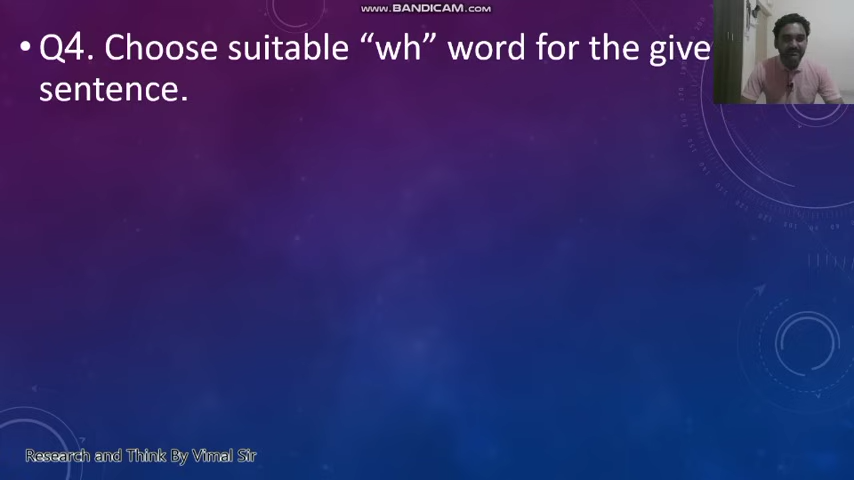 www.BANDICAM.com
• Q4. Choose suitable “wh” word for the give
sentence.
Research and Think By Vimal Sir